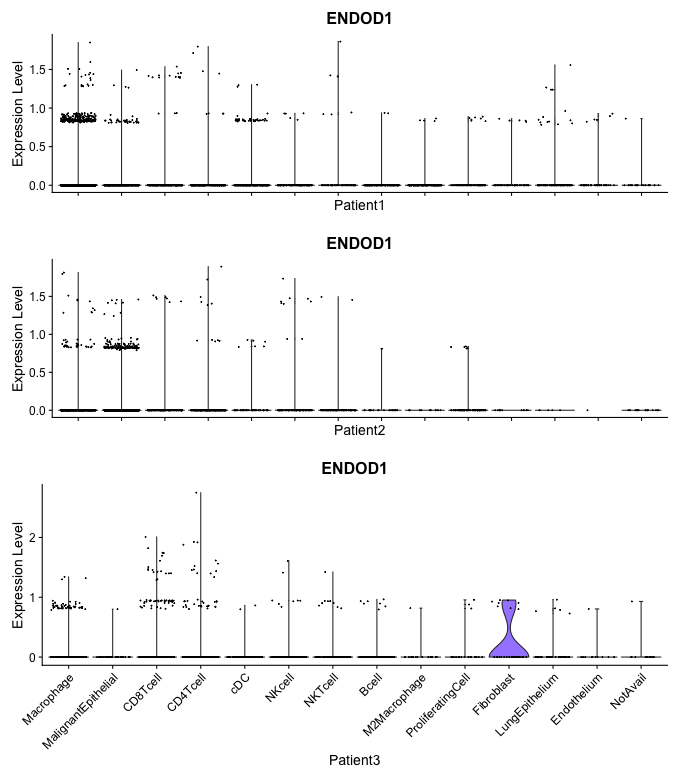 ENDOD1
Expression Level
1.5
1.0
0.5
0.0
Patient1
ENDOD1
Expression Level
1.5
1.0
0.5
0.0
Patient2
ENDOD1
Expression Level
2
1
0
Macrophage
MalignantEpithelial
CD8Tcell
CD4Tcell
cDC
NKcell
NKTcell
Bcell
M2Macrophage
ProliferatingCell
Fibroblast
LungEpithelium
Endothelium
NotAvail
Patient3